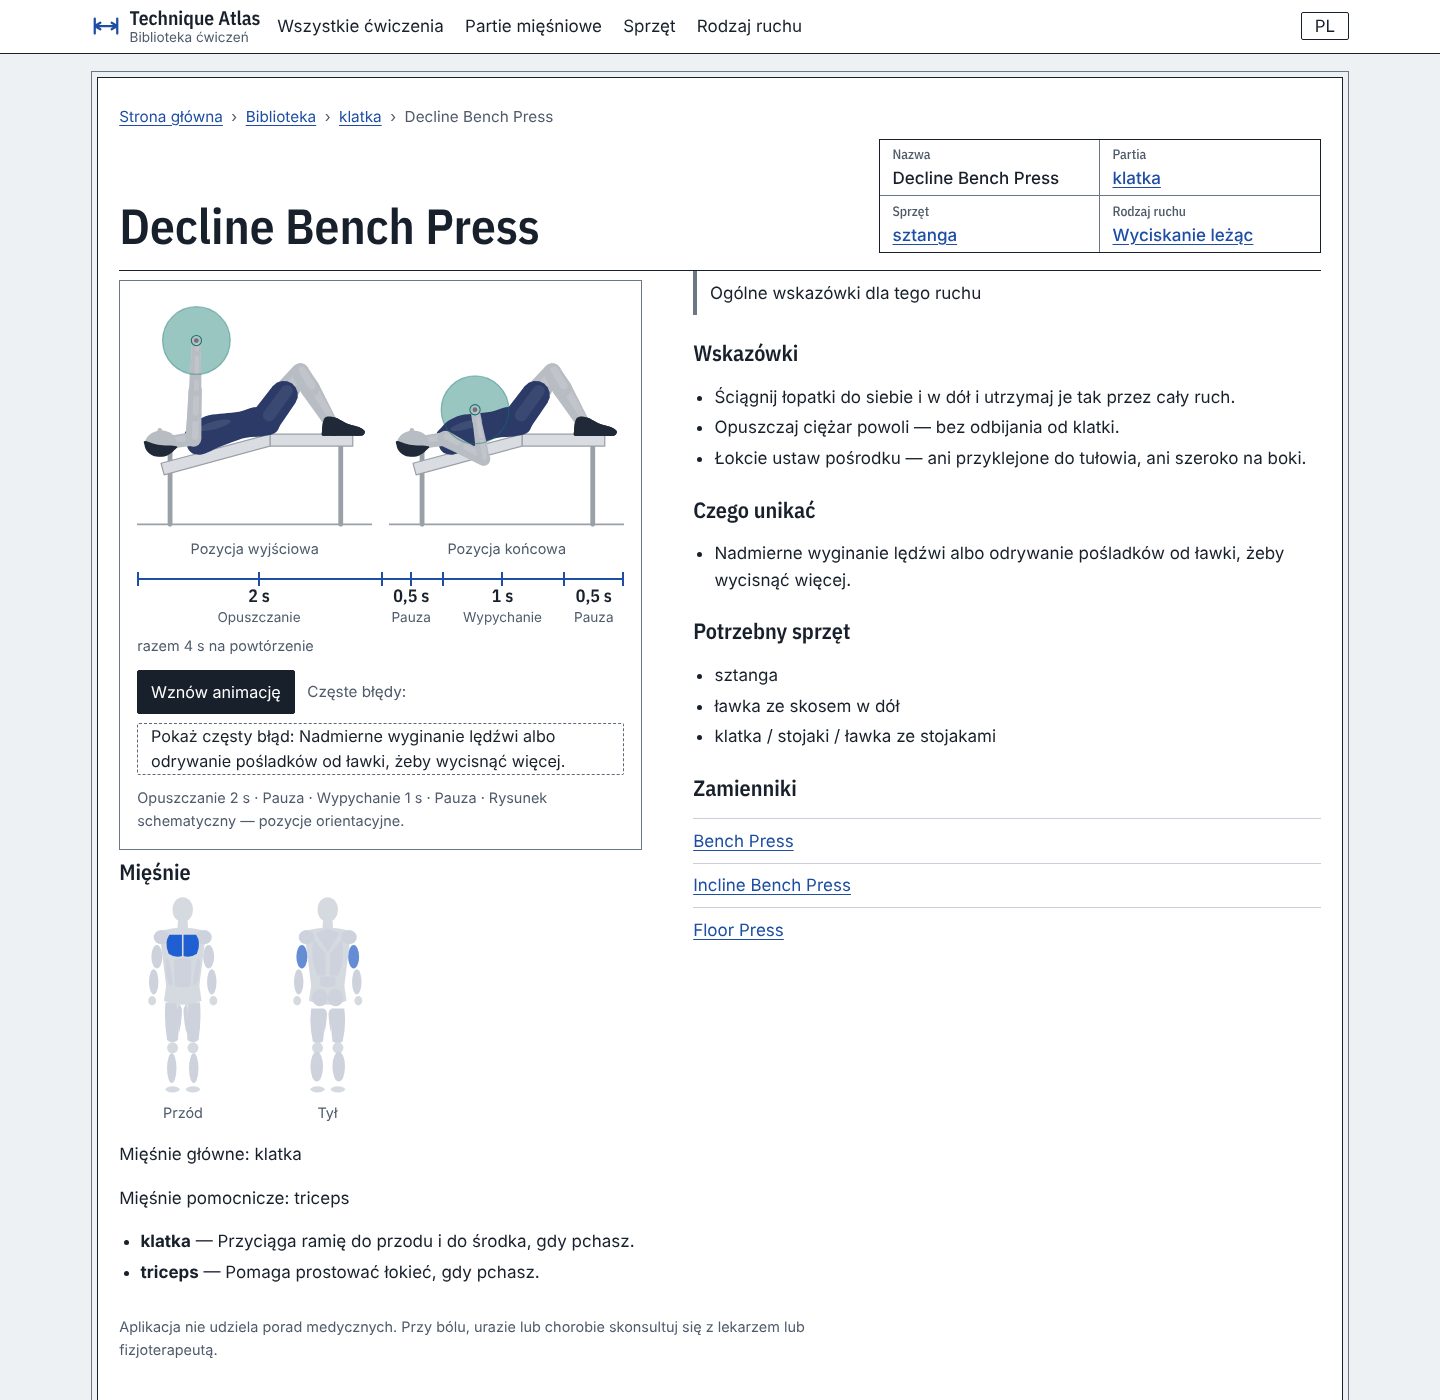 Technique Atlas
Biblioteka ćwiczeń
Wszystkie ćwiczenia
Partie mięśniowe
Sprzęt
Rodzaj ruchu
PL
Strona główna › Biblioteka › klatka › Decline Bench Press
Decline Bench Press
Nazwa
Decline Bench Press
Partia
klatka
Sprzęt
sztanga
Rodzaj ruchu
Wyciskanie leżąc
Pozycja wyjściowa
Pozycja końcowa
2 s
Opuszczanie
0,5 s
Pauza
1 s
Wypychanie
0,5 s
Pauza
razem 4 s na powtórzenie
Wznów animację
Częste błędy:
Pokaż częsty błąd: Nadmierne wyginanie lędźwi albo
odrywanie pośladków od ławki, żeby wycisnąć więcej.
Opuszczanie 2 s · Pauza · Wypychanie 1 s · Pauza · Rysunek
schematyczny — pozycje orientacyjne.
Mięśnie
Przód
Tył
Mięśnie główne: klatka
Mięśnie pomocnicze: triceps
• klatka — Przyciąga ramię do przodu i do środka, gdy pchasz.
• triceps — Pomaga prostować łokieć, gdy pchasz.
Ogólne wskazówki dla tego ruchu
Wskazówki
• Ściągnij łopatki do siebie i w dół i utrzymaj je tak przez cały ruch.
• Opuszczaj ciężar powoli — bez odbijania od klatki.
• Łokcie ustaw pośrodku — ani przyklejone do tułowia, ani szeroko na boki.
Czego unikać
• Nadmierne wyginanie lędźwi albo odrywanie pośladków od ławki, żeby
wycisnąć więcej.
Potrzebny sprzęt
• sztanga
• ławka ze skosem w dół
• klatka / stojaki / ławka ze stojakami
Zamienniki
Bench Press
Incline Bench Press
Floor Press
Aplikacja nie udziela porad medycznych. Przy bólu, urazie lub chorobie skonsultuj się z lekarzem lub
fizjoterapeutą.